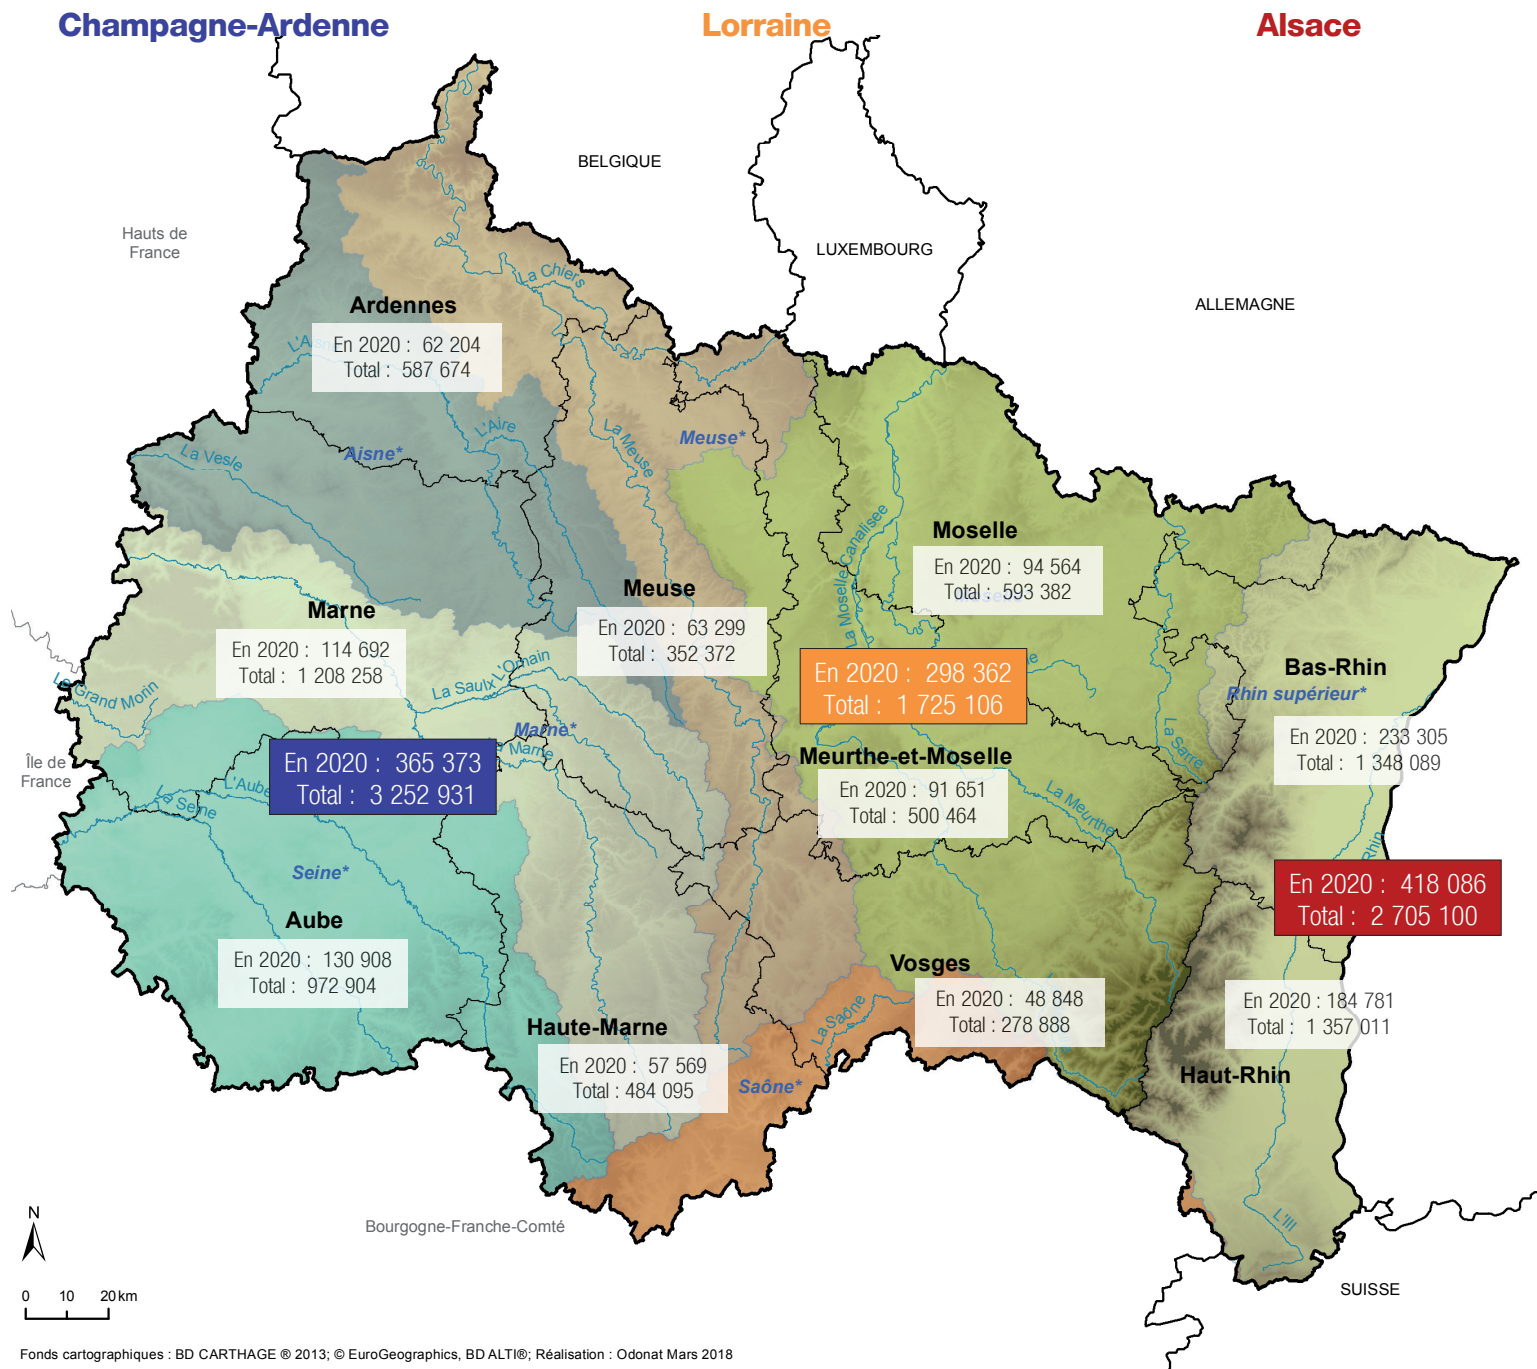 Champagne-Ardenne
Lorraine
Alsace
BELGIQUE
LUXEMBOURG
ALLEMAGNE
Hauts de
France
La Chiers
Ardennes
L'Aisne
En 2020 : 62 204
Total : 587 674
L'Aire
La Meuse
Meuse*
Aisne*
La Vesle
La Moselle Canalisée
Moselle
En 2020 : 94 564
Total : 593 382
Marne
En 2020 : 114 692
Total : 1 208 258
Meuse
En 2020 : 63 299
Total : 352 372
En 2020 : 298 362
Total : 1 725 106
Bas-Rhin
Rhin supérieur*
En 2020 : 233 305
Total : 1 348 089
Le Grand Morin
La Saulx
L'Ornain
Marne*
La Marne
La Sarre
Île de
France
En 2020 : 365 373
Total : 3 252 931
L'Aube
La Seine
Meurthe-et-Moselle
En 2020 : 91 651
Total : 500 464
La Meurthe
Rhin
Seine*
En 2020 : 418 086
Total : 2 705 100
Aube
En 2020 : 130 908
Total : 972 904
Vosges
En 2020 : 48 848
Total : 278 888
La Saône
En 2020 : 184 781
Total : 1 357 011
Haute-Marne
En 2020 : 57 569
Total : 484 095
Saône*
Haut-Rhin
L'Ill
Bourgogne-Franche-Comté
SUISSE
N
0 10 20 km
Fonds cartographiques : BD CARTHAGE ® 2013; © EuroGeographics, BD ALTI®; Réalisation : Odonat Mars 2018